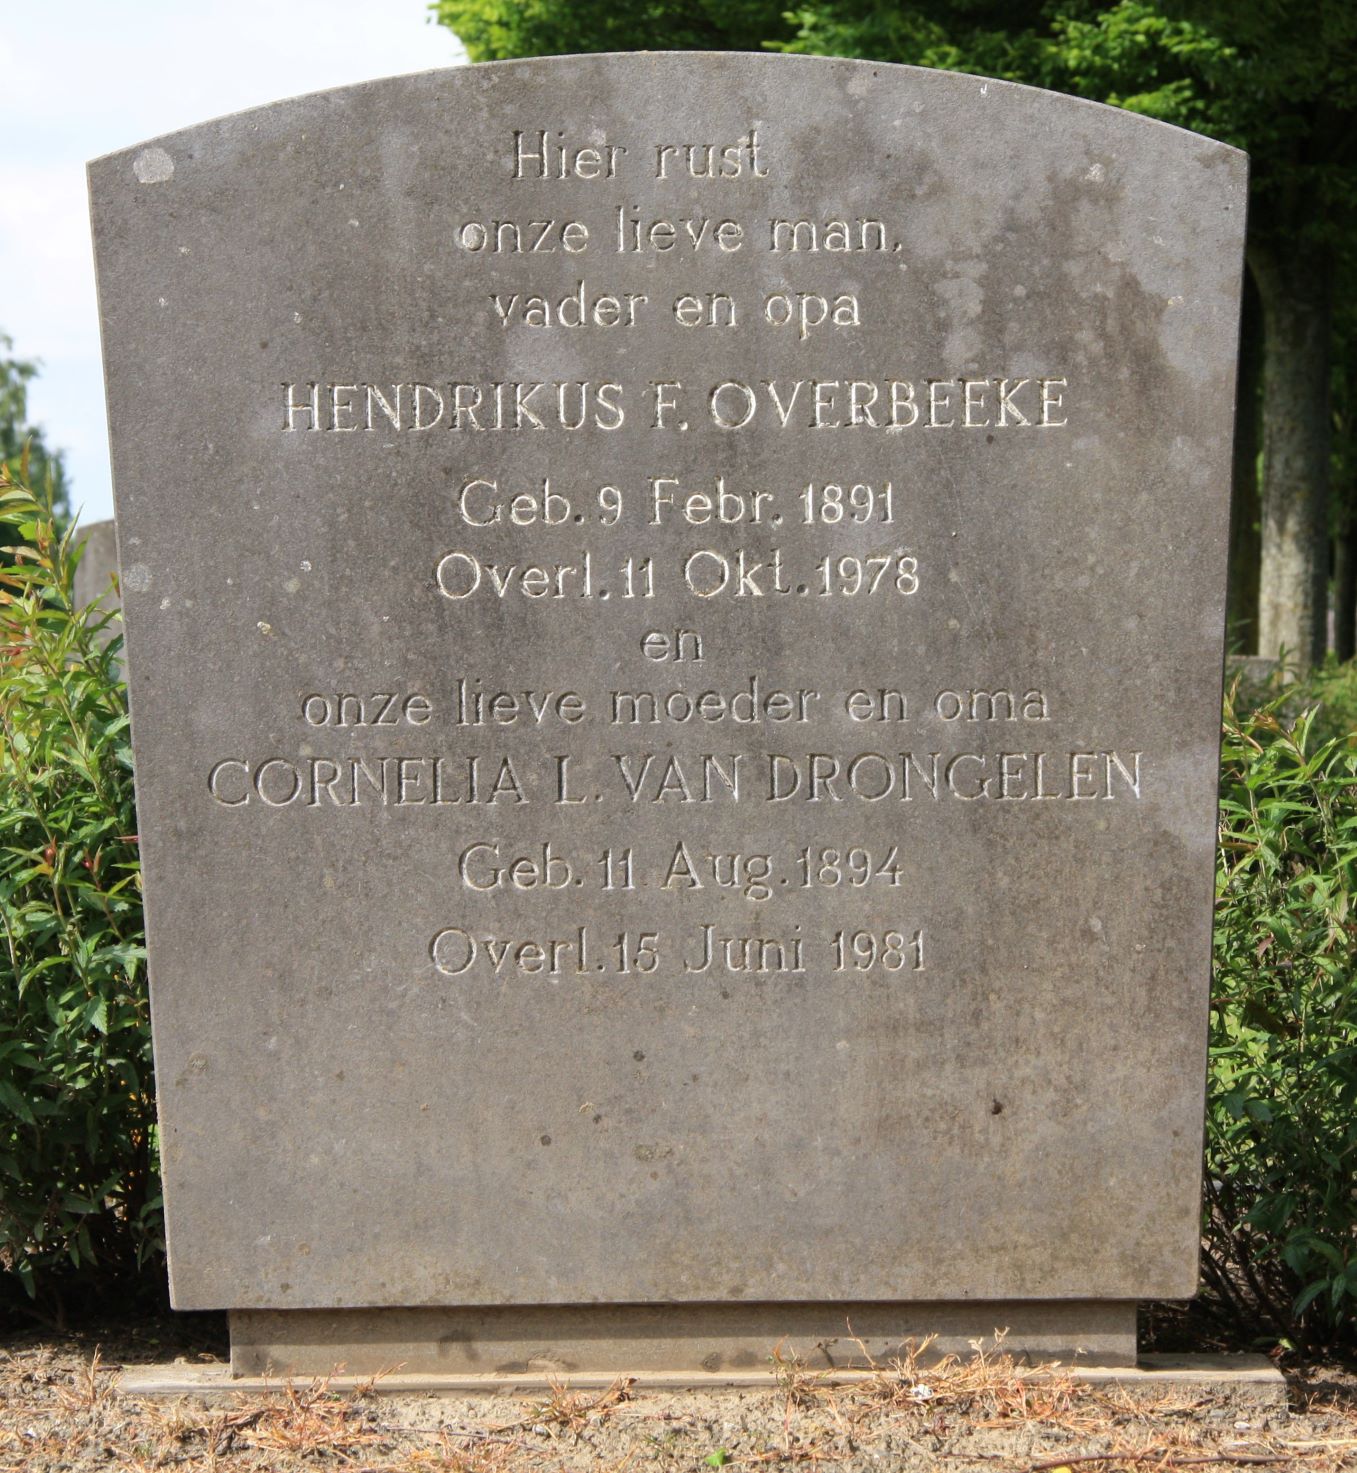 Hier rust
onze lieve man,
vader en opa
HENDRIKUS F. OVERBEEKE
Geb. 9 Febr. 1891
Overl. 11 Okt. 1978
en
onze lieve moeder en oma
CORNELIA L. VAN DRONGELEN
Geb. 11 Aug. 1894
Overl. 15 Juni 1981